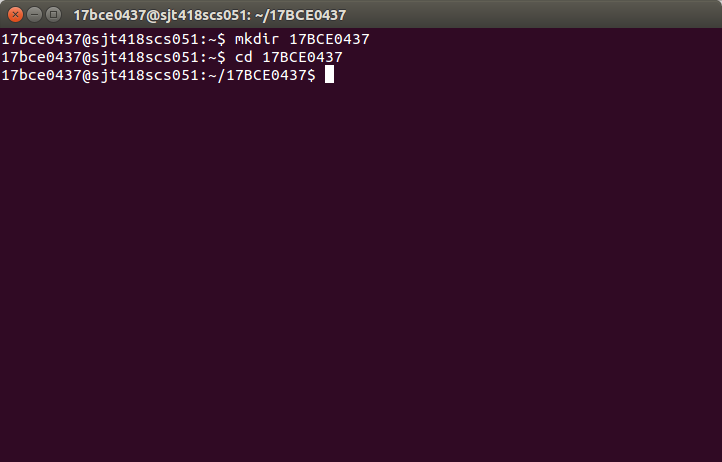 17bce0437@sjt418scs051: ~/17BCE0437
17bce0437@sjt418scs051:~$ mkdir 17BCE0437
17bce0437@sjt418scs051:~$ cd 17BCE0437
17bce0437@sjt418scs051:~/17BCE0437$